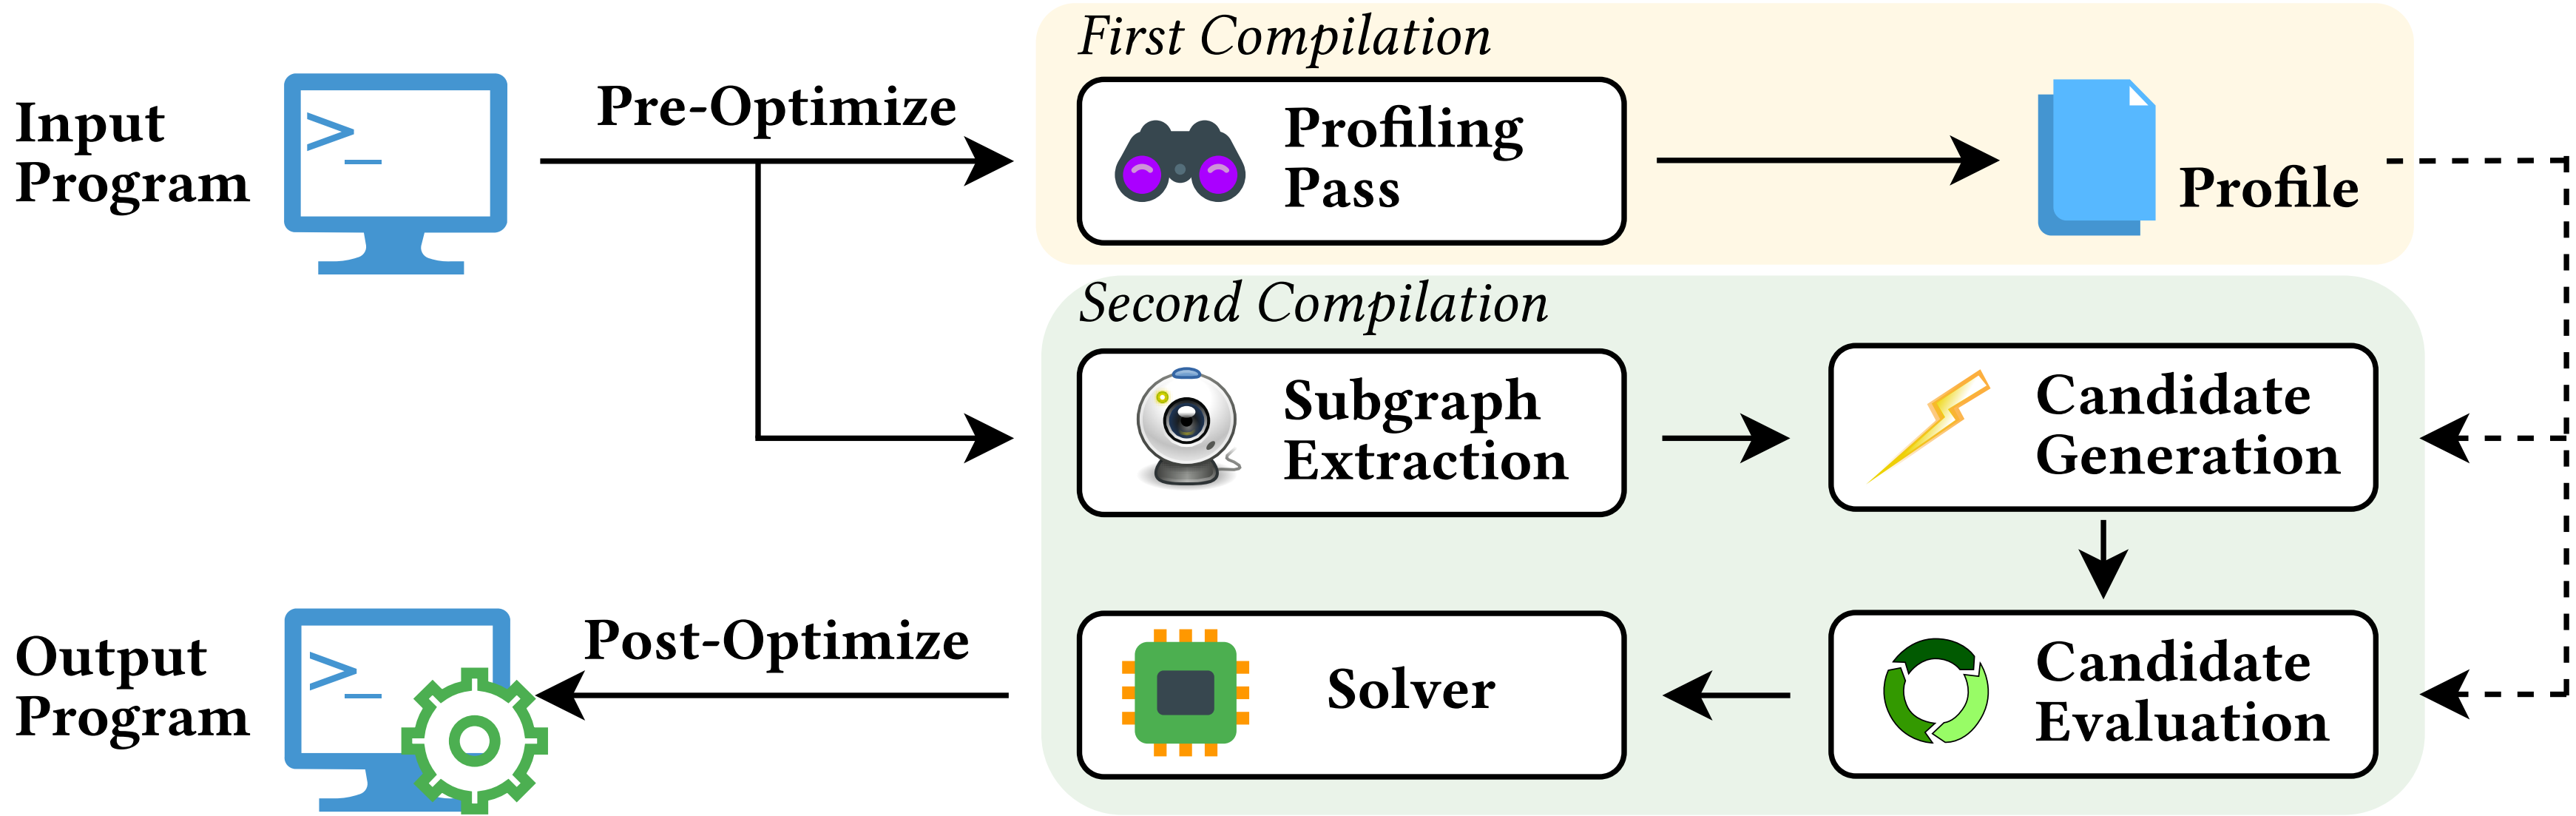 First Compilation
Input
Program
>_
Pre-Optimize
Profiling
Pass
Profile
Second Compilation
Subgraph
Extraction
Candidate
Generation
Output
Program
>_
Post-Optimize
Solver
Candidate
Evaluation